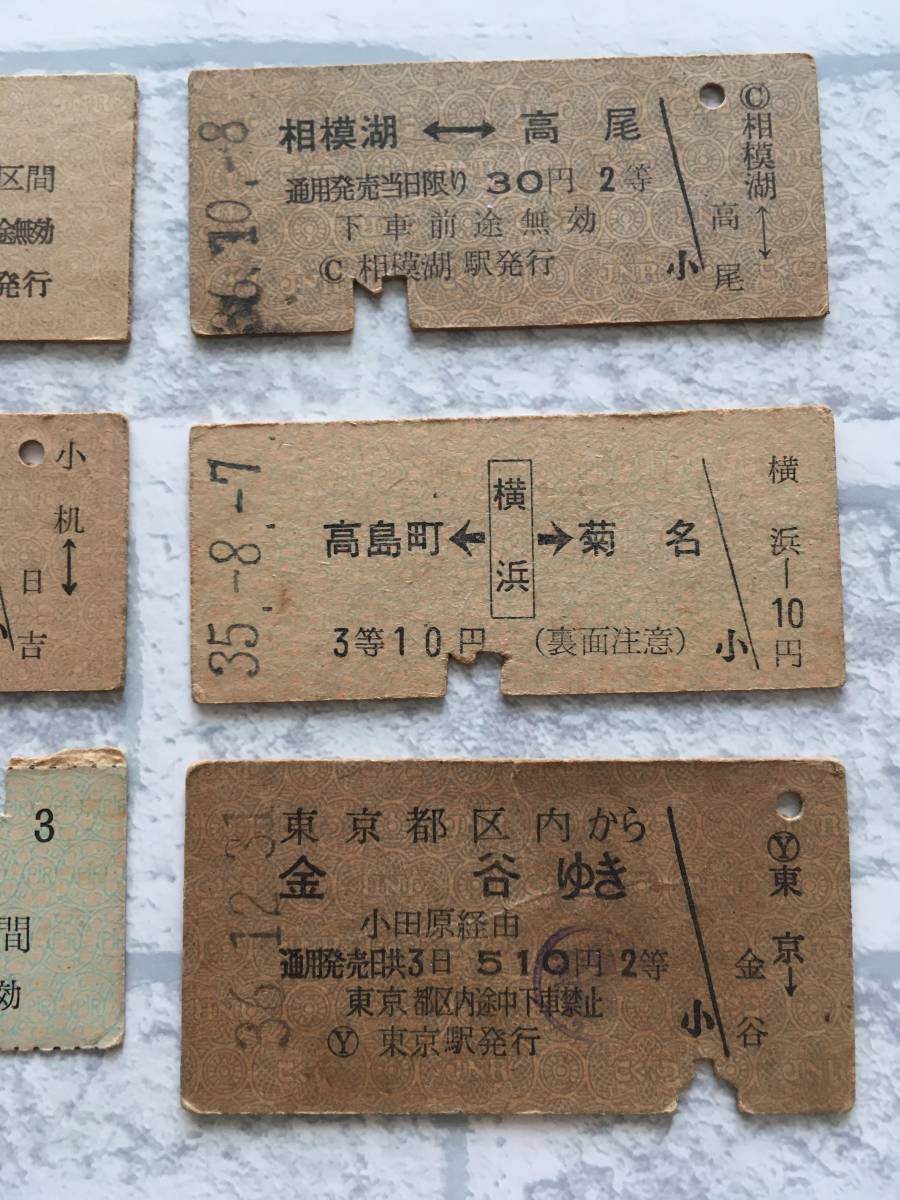 区間
途無効
発行
小机
↕
日吉
3
間
効
6.10.-8
相模湖 ↔ 高尾
通用発売当日限り 30円 2等
下車前途無効
Ⓒ 相模湖駅発行
小
Ⓒ相模湖
↕
高尾
35.-8.-7
高島町 ← 横浜 → 菊名
3等10円 (裏面注意)
小
横浜―10円
36.12.31
東京都区内から
金谷ゆき
小田原経由
通用発売日共3日 510円 2等
東京都区内途中下車禁止
Ⓨ 東京駅発行
小
Ⓨ東京→
金谷